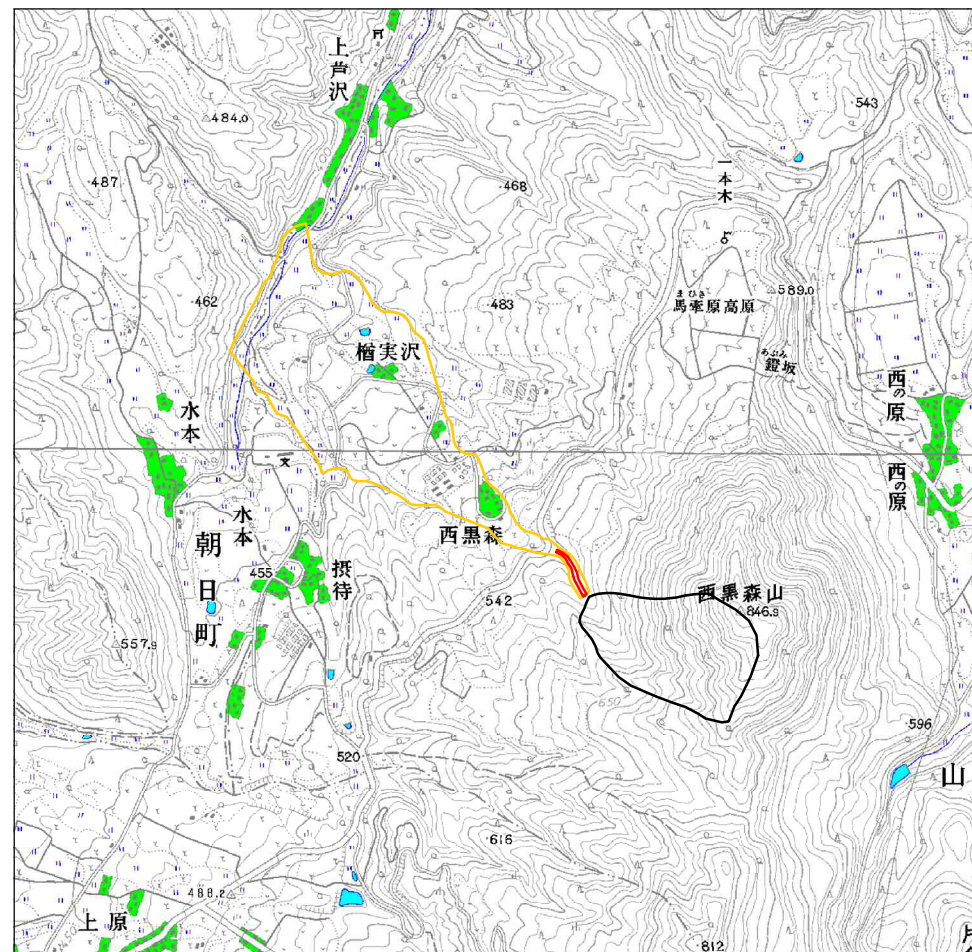 上芦沢
484.0
543
487
468
一本木
589.0
462
483
まひき
馬牽原高原
楢実沢
あぶみ
鐙坂
西の原
水本
文
西の原
水本
西黒森
朝日町
455
摂待
542
西黒森山
846.9
557.9
650
596
520
山
616
488.2
上原
812